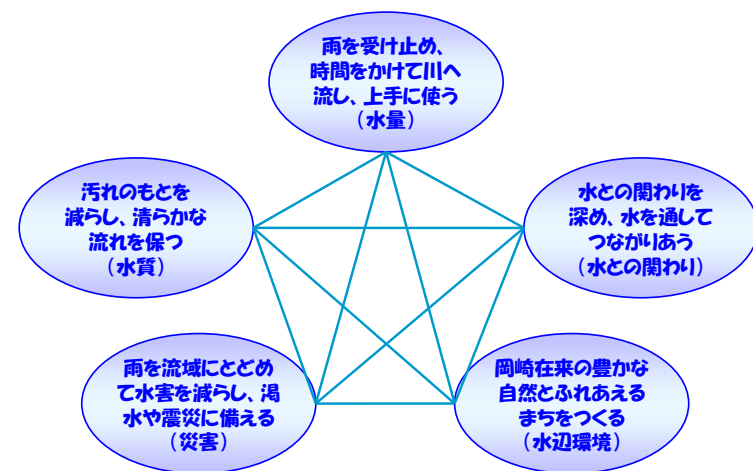 雨を受け止め、
時間をかけて川へ
流し、上手に使う
（水量）
汚れのもとを
減らし、清らかな
流れを保つ
（水質）
水との関わりを
深め、水を通して
つながりあう
（水との関わり）
雨を流域にとどめ
て水害を減らし、渇
水や震災に備える
（災害）
岡崎在来の豊かな
自然とふれあえる
まちをつくる
（水辺環境）